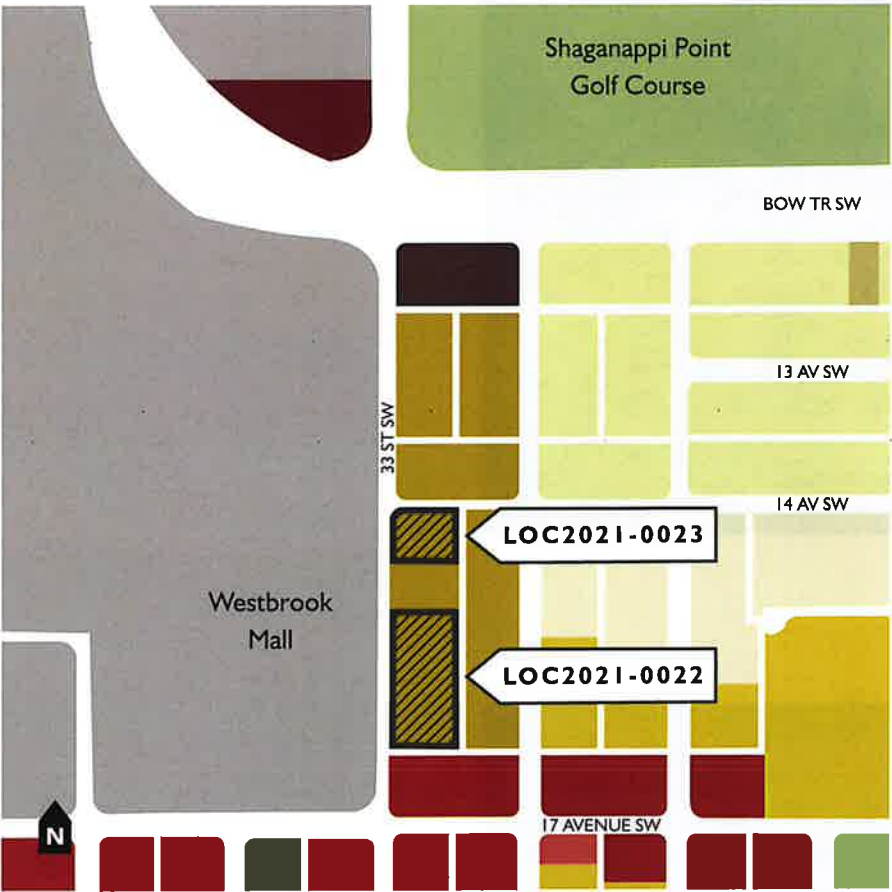 Shaganappi Point
Golf Course
BOW TR SW
13 AV SW
33 ST SW
14 AV SW
LOC2021-0023
Westbrook
Mall
LOC2021-0022
17 AVENUE SW
N